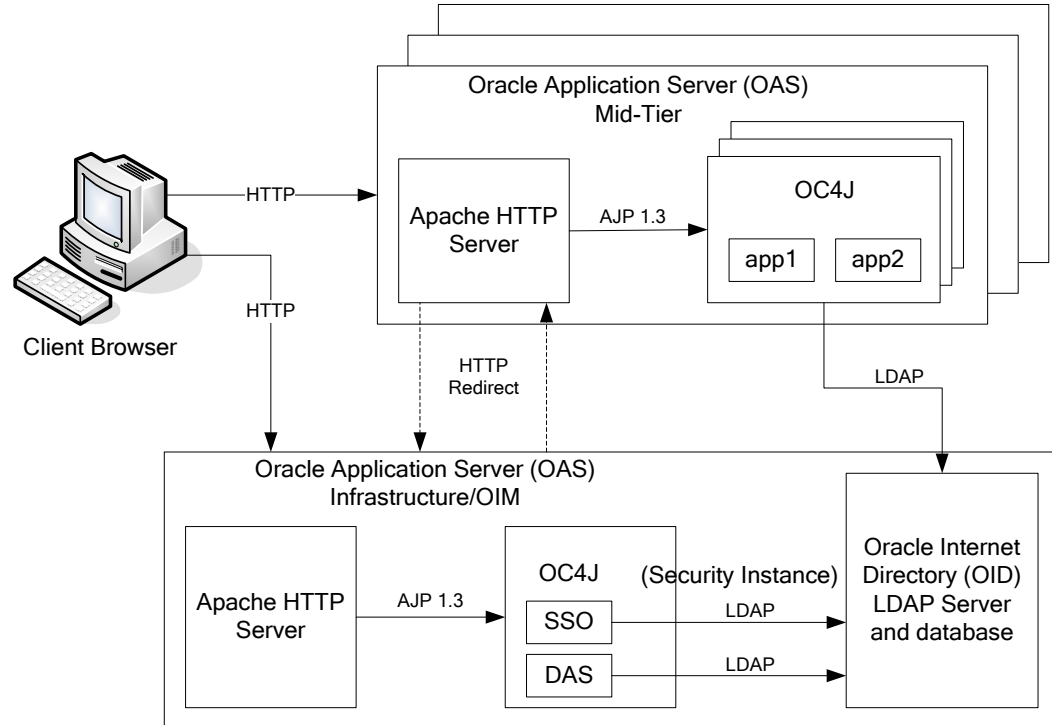 Oracle Application Server (OAS)
Mid-Tier
Apache HTTP
Server
AJP 1.3
OC4J
app1
app2
HTTP
HTTP
Client Browser
HTTP
Redirect
LDAP
Oracle Application Server (OAS)
Infrastructure/OIM
Apache HTTP
Server
AJP 1.3
OC4J
(Security Instance)
SSO
LDAP
DAS
LDAP
Oracle Internet
Directory (OID)
LDAP Server
and database